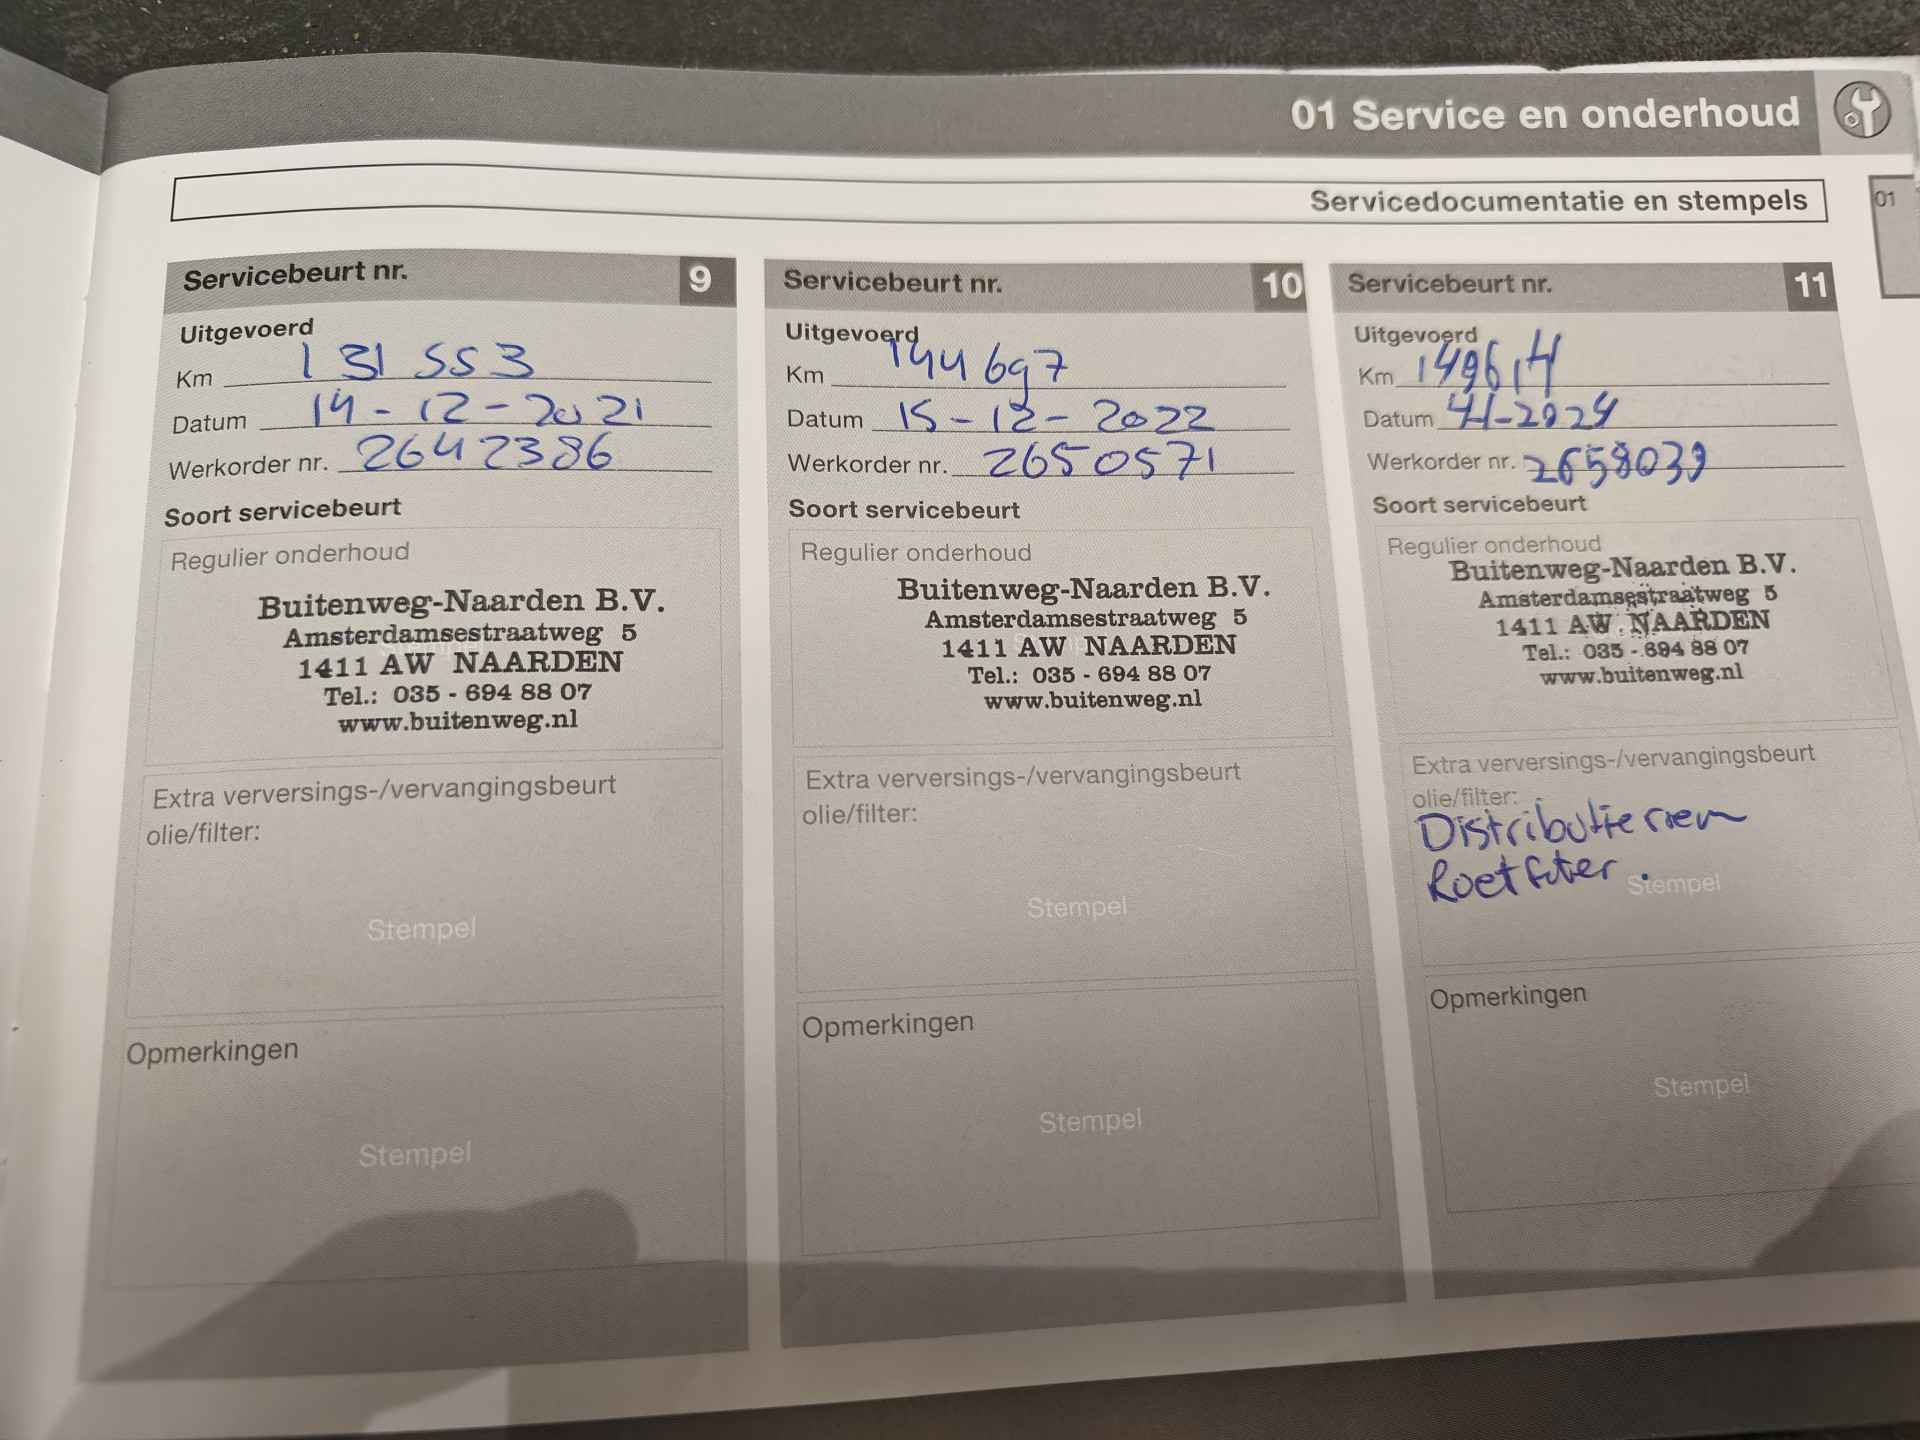 01 Service en onderhoud
Servicedocumentatie en stempels
01
Servicebeurt nr. 9
Uitgevoerd
Km 131 553
Datum 14-12-2021
Werkorder nr. 2642386
Soort servicebeurt
Regulier onderhoud
Buitenweg-Naarden B.V.
Amsterdamsestraatweg 5
1411 AW NAARDEN
Tel.: 035 - 694 88 07
www.buitenweg.nl
Extra verversings-/vervangingsbeurt
olie/filter:
Stempel
Opmerkingen
Stempel
Servicebeurt nr. 10
Uitgevoerd
Km 144 697
Datum 15-12-2022
Werkorder nr. 2650571
Soort servicebeurt
Regulier onderhoud
Buitenweg-Naarden B.V.
Amsterdamsestraatweg 5
1411 AW NAARDEN
Tel.: 035 - 694 88 07
www.buitenweg.nl
Extra verversings-/vervangingsbeurt
olie/filter:
Stempel
Opmerkingen
Stempel
Servicebeurt nr. 11
Uitgevoerd
Km
Datum
Werkorder nr.
Soort servicebeurt
Regulier onderhoud
Buitenweg-Naarden B.V.
Amsterdamsestraatweg 5
1411 AW NAARDEN
Tel.: 035 - 694 88 07
www.buitenweg.nl
Extra verversings-/vervangingsbeurt
olie/filter:
Distributieriem
Roetfilter.
Stempel
Opmerkingen
Stempel